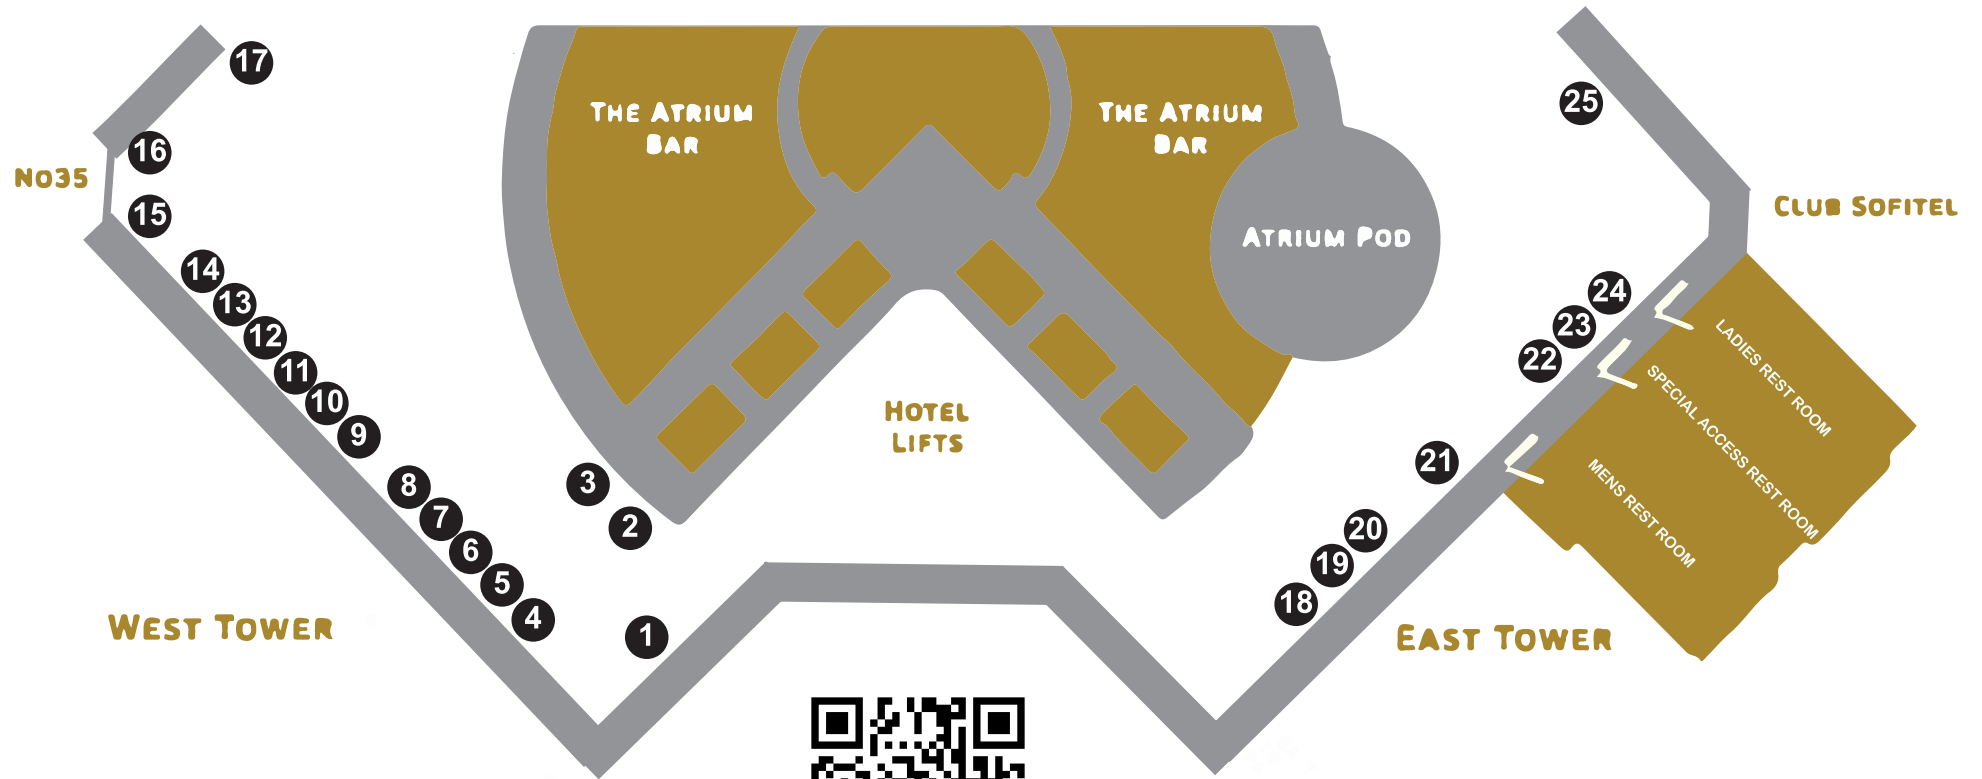 17
25
THE ATRIUM
BAR
THE ATRIUM
BAR
16
No35
15
CLUB SOFITEL
ATRIUM POD
14
13
12
11
10
9
8
7
6
5
4
3
2
1
HOTEL
LIFTS
24
23
22
21
20
19
18
LADIES REST ROOM
SPECIAL ACCESS REST ROOM
MENS REST ROOM
WEST TOWER
EAST TOWER